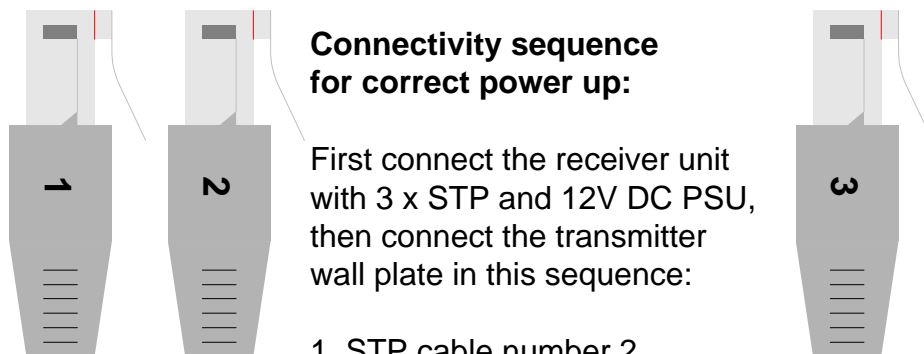 Connectivity sequence
for correct power up:
First connect the receiver unit
with 3 x STP and 12V DC PSU,
then connect the transmitter
wall plate in this sequence:
1. STP cable number 2
1
2
3